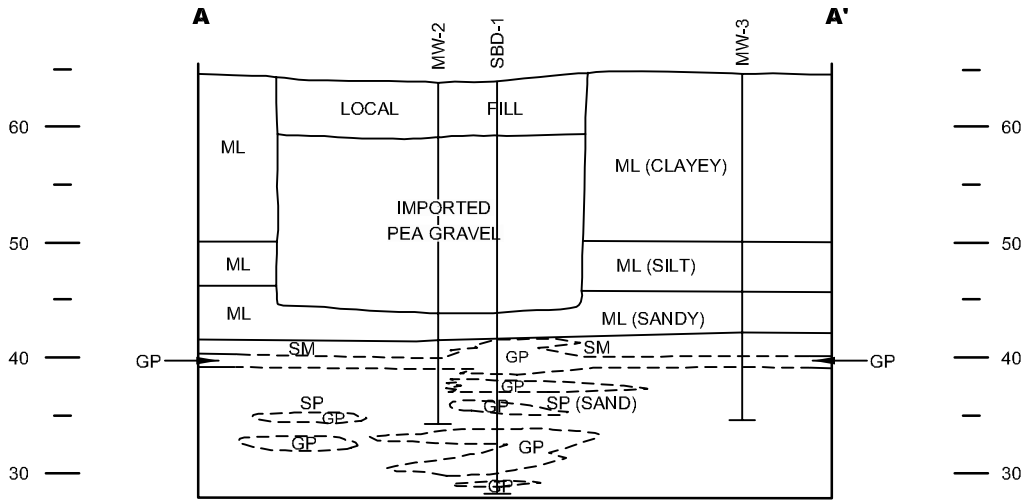 A A'
MW-2
SBD-1
MW-3
LOCAL FILL
60 60
ML
ML (CLAYEY)
IMPORTED
PEA GRAVEL
50 50
ML ML (SILT)
ML ML (SANDY)
SM GP SM
GP 40 40 GP
GP
SP GP SP (SAND)
GP
GP GP
30 30
GP